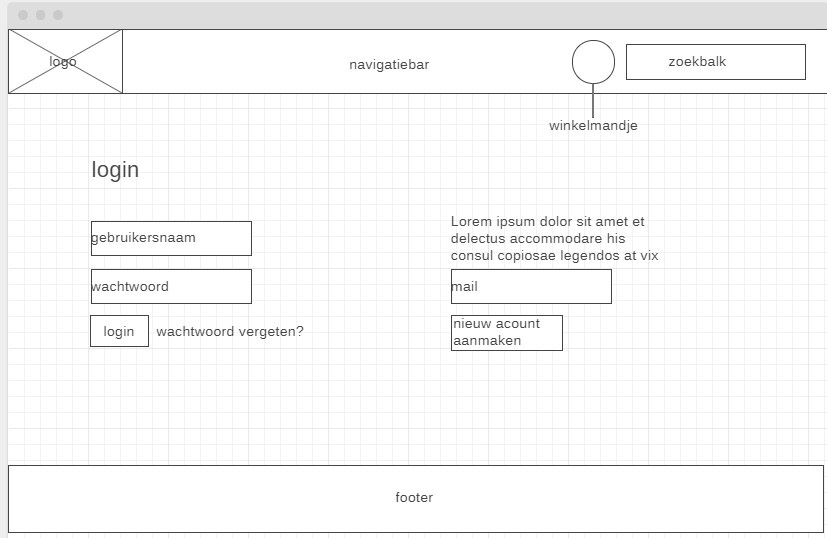 logo
navigatiebar
zoekbalk
winkelmandje
login
gebruikersnaam
wachtwoord
login
wachtwoord vergeten?
Lorem ipsum dolor sit amet et
delectus accommodare his
consul copiosae legendos at vix
mail
nieuw acount
aanmaken
footer